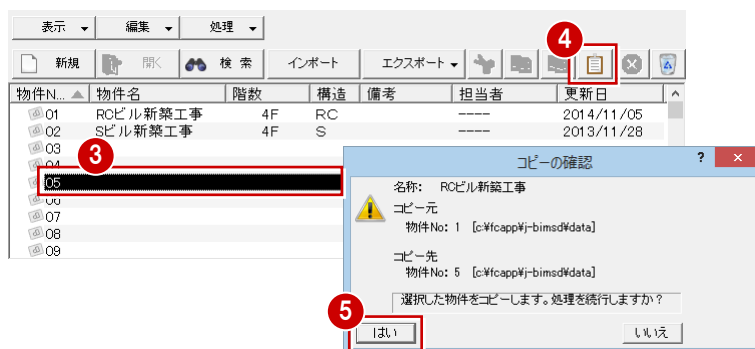 表示 編集 処理
4
新規 開く 検索 インポート エクスポート
物件N... 物件名 階数 構造 備考 担当者 更新日
01 RCビル新築工事 4F RC ---- 2014/11/05
02 Sビル新築工事 4F S ---- 2013/11/28
03
3
04
05
06
07
08
09
コピーの確認 ? ×
名称: RCビル新築工事
コピー元
物件No: 1 [c:¥fcapp¥j-bimsd¥data]
コピー先
物件No: 5 [c:¥fcapp¥j-bimsd¥data]
選択した物件をコピーします。処理を続行しますか?
5
はい いいえ